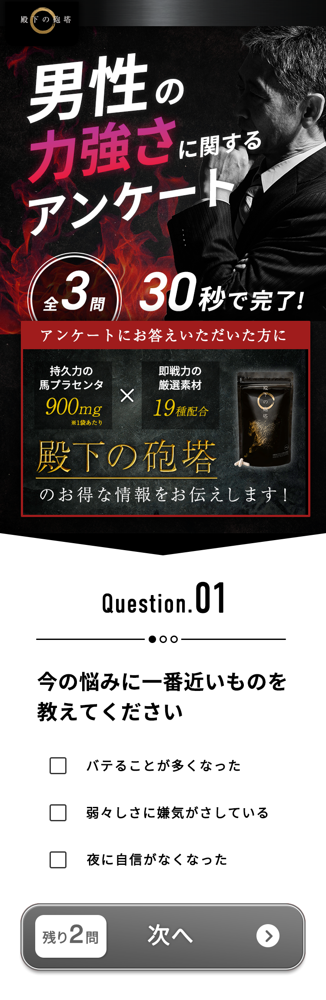 殿下の砲塔
男性の
力強さに関する
アンケート
全3問
30秒で完了!
アンケートにお答えいただいた方に
持久力の
馬プラセンタ
900mg
※1袋あたり
×
即戦力の
厳選素材
19種配合
殿下の砲塔
殿下の砲塔
のお得な情報をお伝えします!
Question.01
今の悩みに一番近いものを
教えてください
バテることが多くなった
弱々しさに嫌気がさしている
夜に自信がなくなった
残り2問
次へ